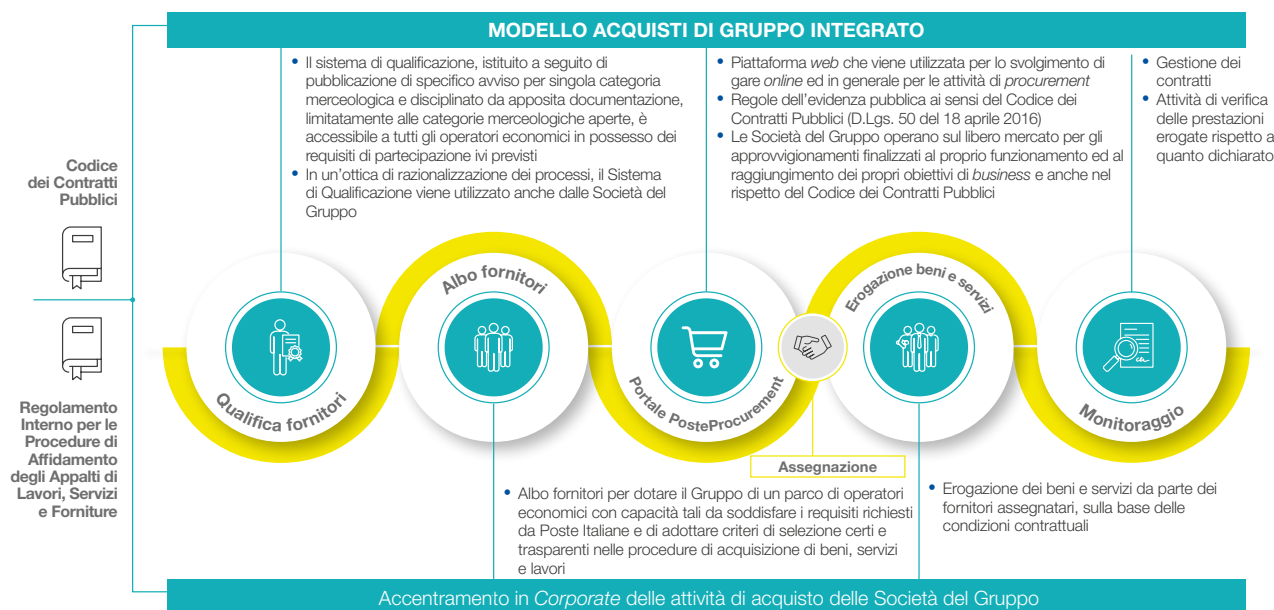 MODELLO ACQUISTI DI GRUPPO INTEGRATO
Codice
dei Contratti
Pubblici
Regolamento
Interno per le
Procedure di
Affidamento
degli Appalti di
Lavori, Servizi
e Forniture
• Il sistema di qualificazione, istituito a seguito di
pubblicazione di specifico avviso per singola categoria
merceologica e disciplinato da apposita documentazione,
limitatamente alle categorie merceologiche aperte, è
accessibile a tutti gli operatori economici in possesso dei
requisiti di partecipazione ivi previsti
• In un'ottica di razionalizzazione dei processi, il Sistema
di Qualificazione viene utilizzato anche dalle Società del
Gruppo
• Piattaforma web che viene utilizzata per lo svolgimento di
gare online ed in generale per le attività di procurement
• Regole dell'evidenza pubblica ai sensi del Codice dei
Contratti Pubblici (D.Lgs. 50 del 18 aprile 2016)
• Le Società del Gruppo operano sul libero mercato per gli
approvvigionamenti finalizzati al proprio funzionamento ed al
raggiungimento dei propri obiettivi di business e anche nel
rispetto del Codice dei Contratti Pubblici
• Gestione dei
contratti
• Attività di verifica
delle prestazioni
erogate rispetto a
quanto dichiarato
Qualifica fornitori
Albo fornitori
Portale PosteProcurement
Erogazione beni e servizi
Monitoraggio
Assegnazione
• Albo fornitori per dotare il Gruppo di un parco di operatori
economici con capacità tali da soddisfare i requisiti richiesti
da Poste Italiane e di adottare criteri di selezione certi e
trasparenti nelle procedure di acquisizione di beni, servizi
e lavori
• Erogazione dei beni e servizi da parte dei
fornitori assegnatari, sulla base delle
condizioni contrattuali
Accentramento in Corporate delle attività di acquisto delle Società del Gruppo